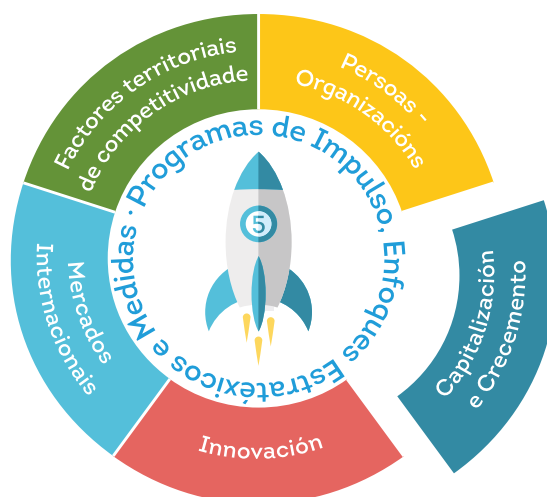 Factores territoriais
de competitividade
Persoas -
Organizacións
Capitalización
e Crecemento
Innovación
Mercados
Internacionais
· Programas de Impulso, Enfoques Estratéxicos e Medidas
5